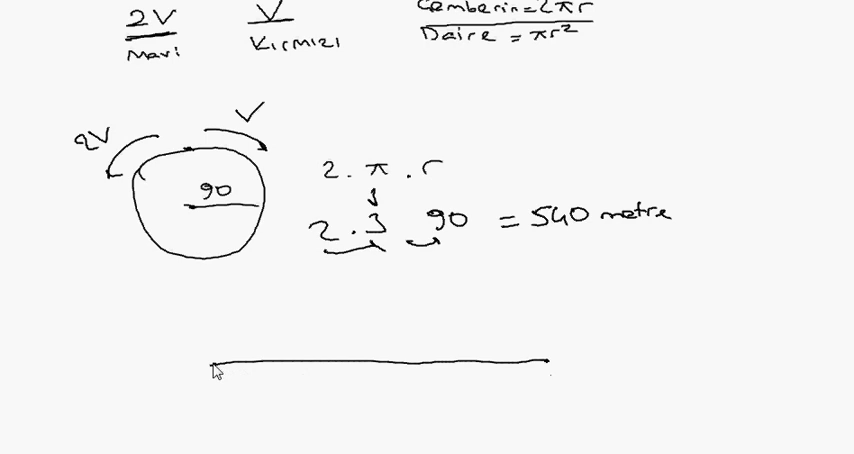 2V V Çemberin = 2πr
Mavi Kırmızı Daire = πr²
2V V
90 2 . π . r
2 . 3 90 = 540 metre